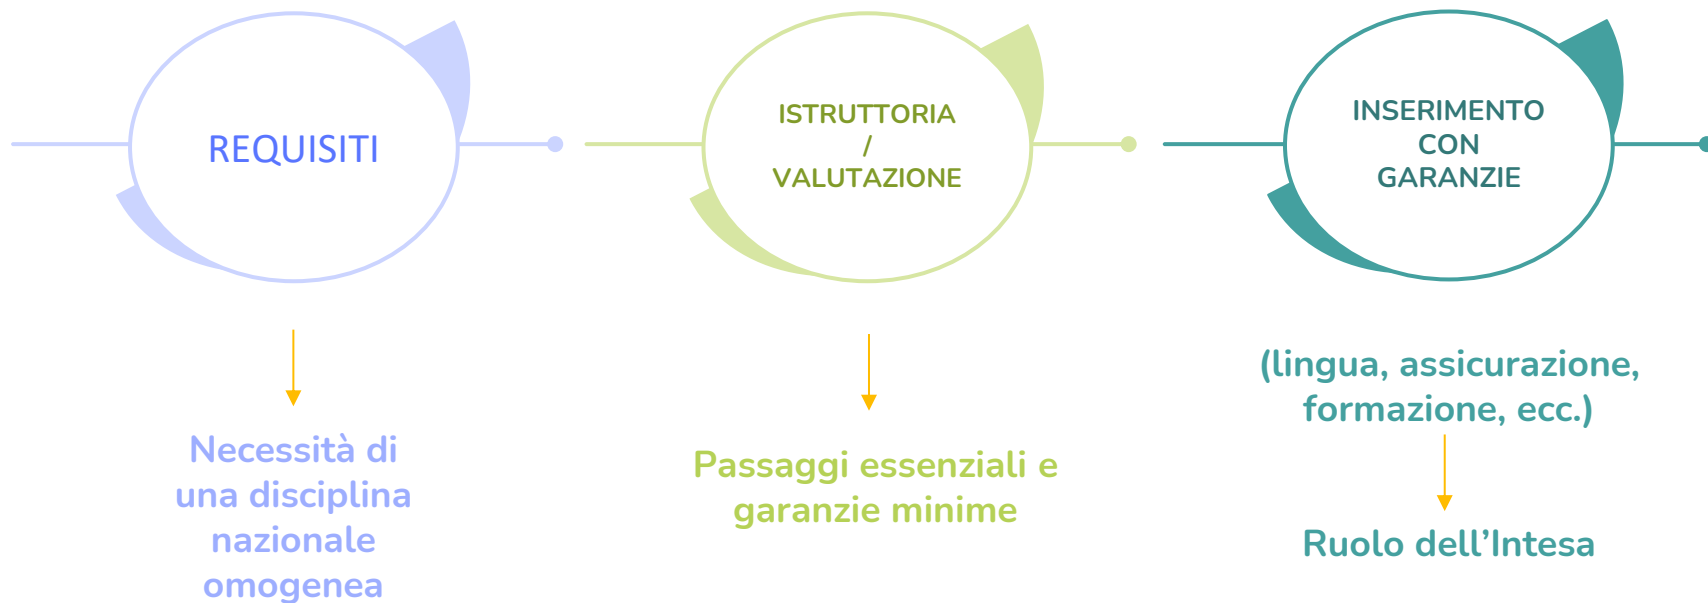 REQUISITI
Necessità di
una disciplina
nazionale
omogenea
ISTRUTTORIA
/
VALUTAZIONE
Passaggi essenziali e
garanzie minime
INSERIMENTO
CON
GARANZIE
(lingua, assicurazione,
formazione, ecc.)
Ruolo dell’Intesa